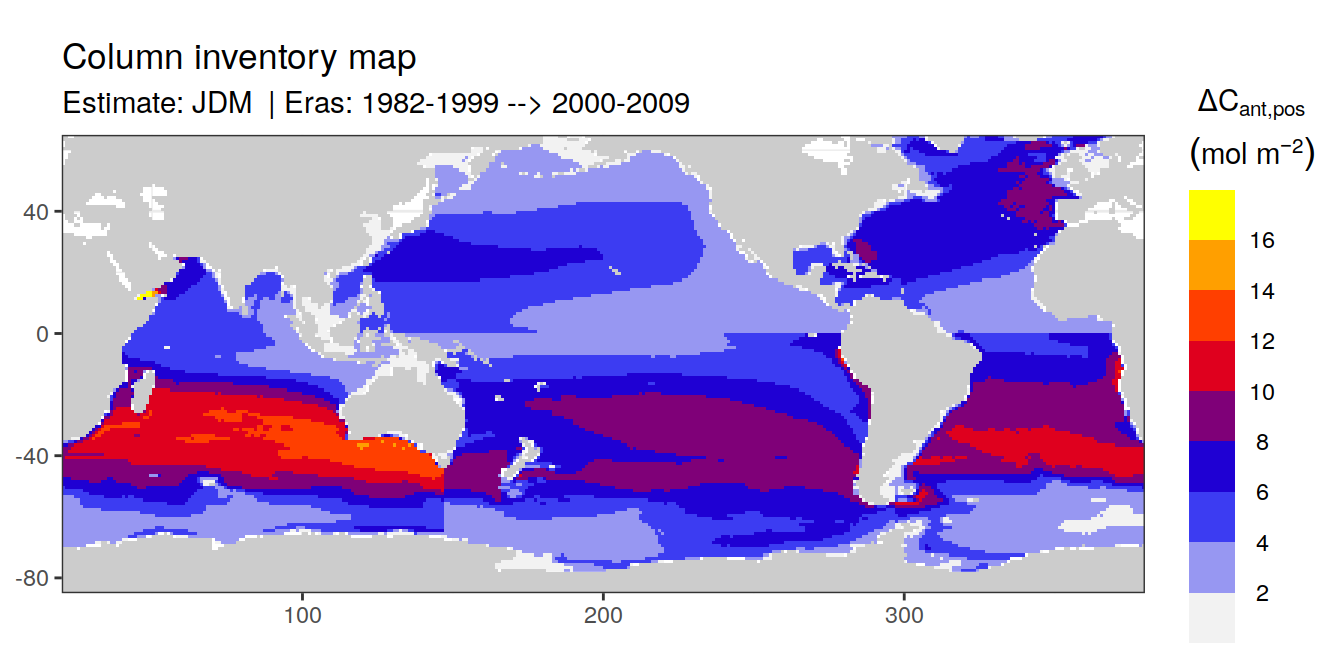 Column inventory map
Estimate: JDM | Eras: 1982-1999 --> 2000-2009
ΔCant,pos
(mol m−2)
16
14
12
10
8
6
4
2
40
0
-40
-80
100 200 300